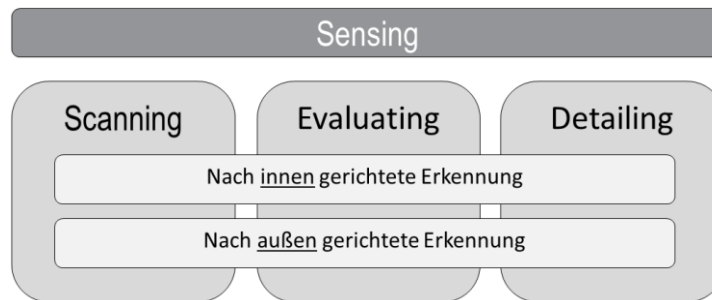 Sensing
Scanning
Evaluating
Detailing
Nach innen gerichtete Erkennung
Nach außen gerichtete Erkennung